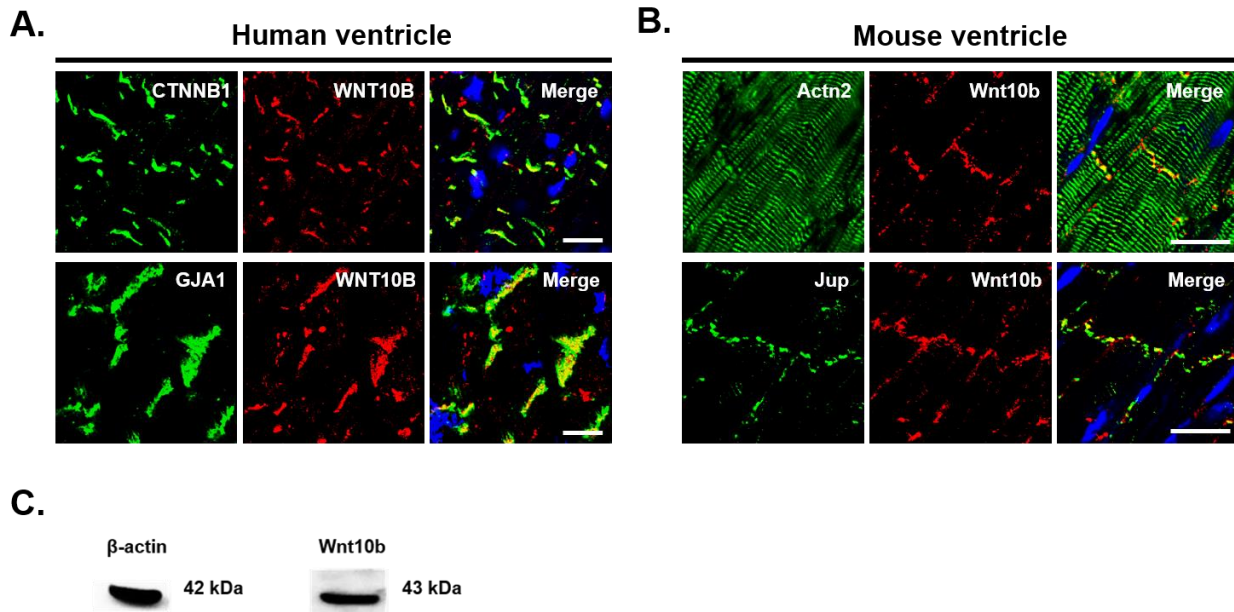 A.
Human ventricle
CTNNB1 WNT10B Merge
GJA1 WNT10B Merge
B.
Mouse ventricle
Actn2 Wnt10b Merge
Jup Wnt10b Merge
C.
β-actin Wnt10b
42 kDa 43 kDa